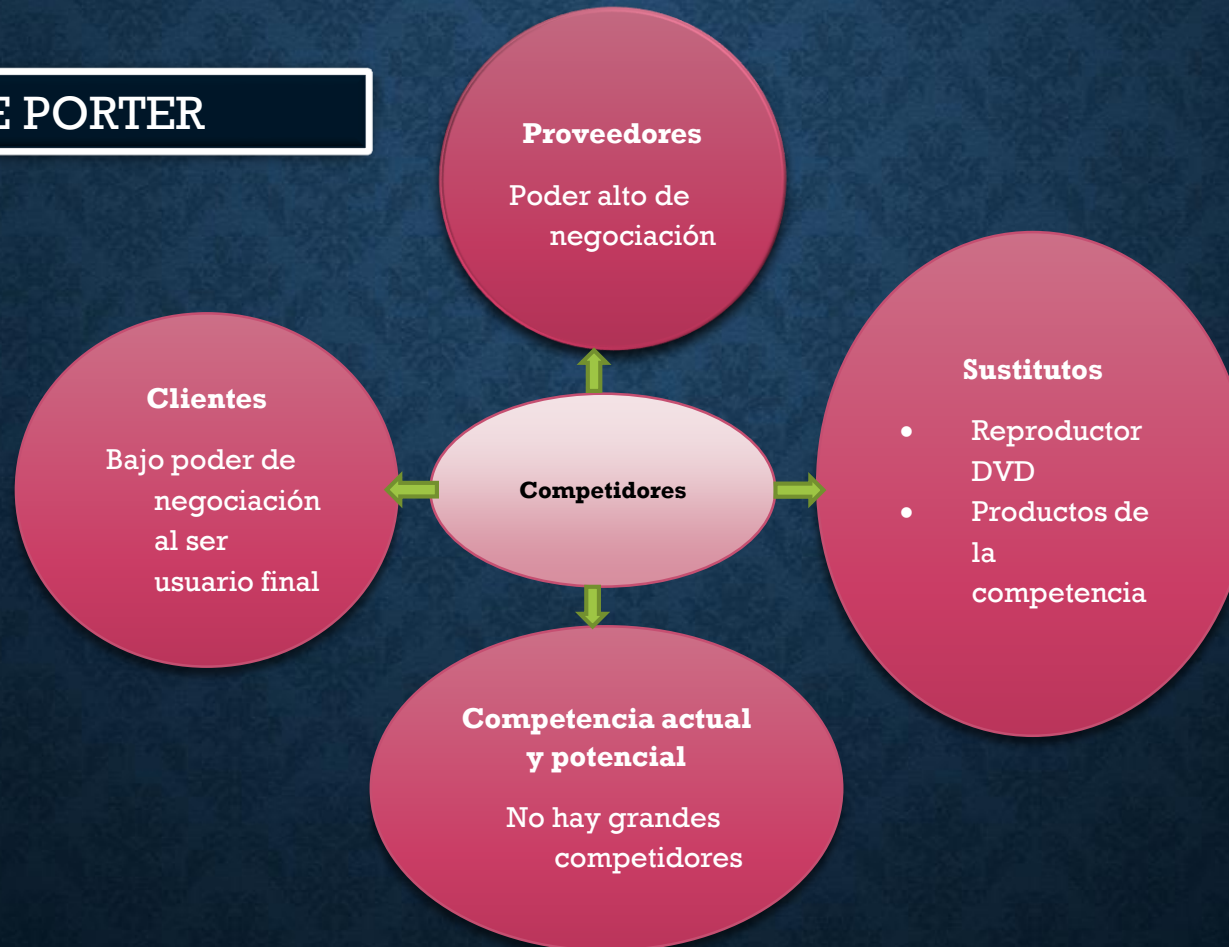 E PORTER
Proveedores
Poder alto de
negociación
Clientes
Bajo poder de
negociación
al ser
usuario final
Competidores
Sustitutos
• Reproductor
DVD
• Productos de
la
competencia
Competencia actual
y potencial
No hay grandes
competidores